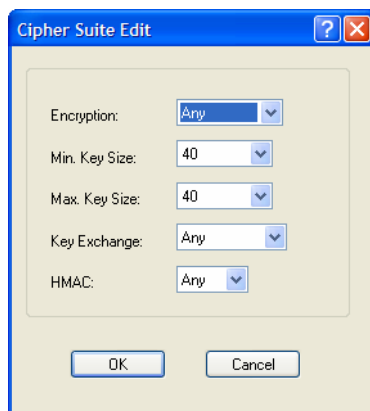 Cipher Suite Edit
Encryption: Any
Min. Key Size: 40
Max. Key Size: 40
Key Exchange: Any
HMAC: Any
OK Cancel